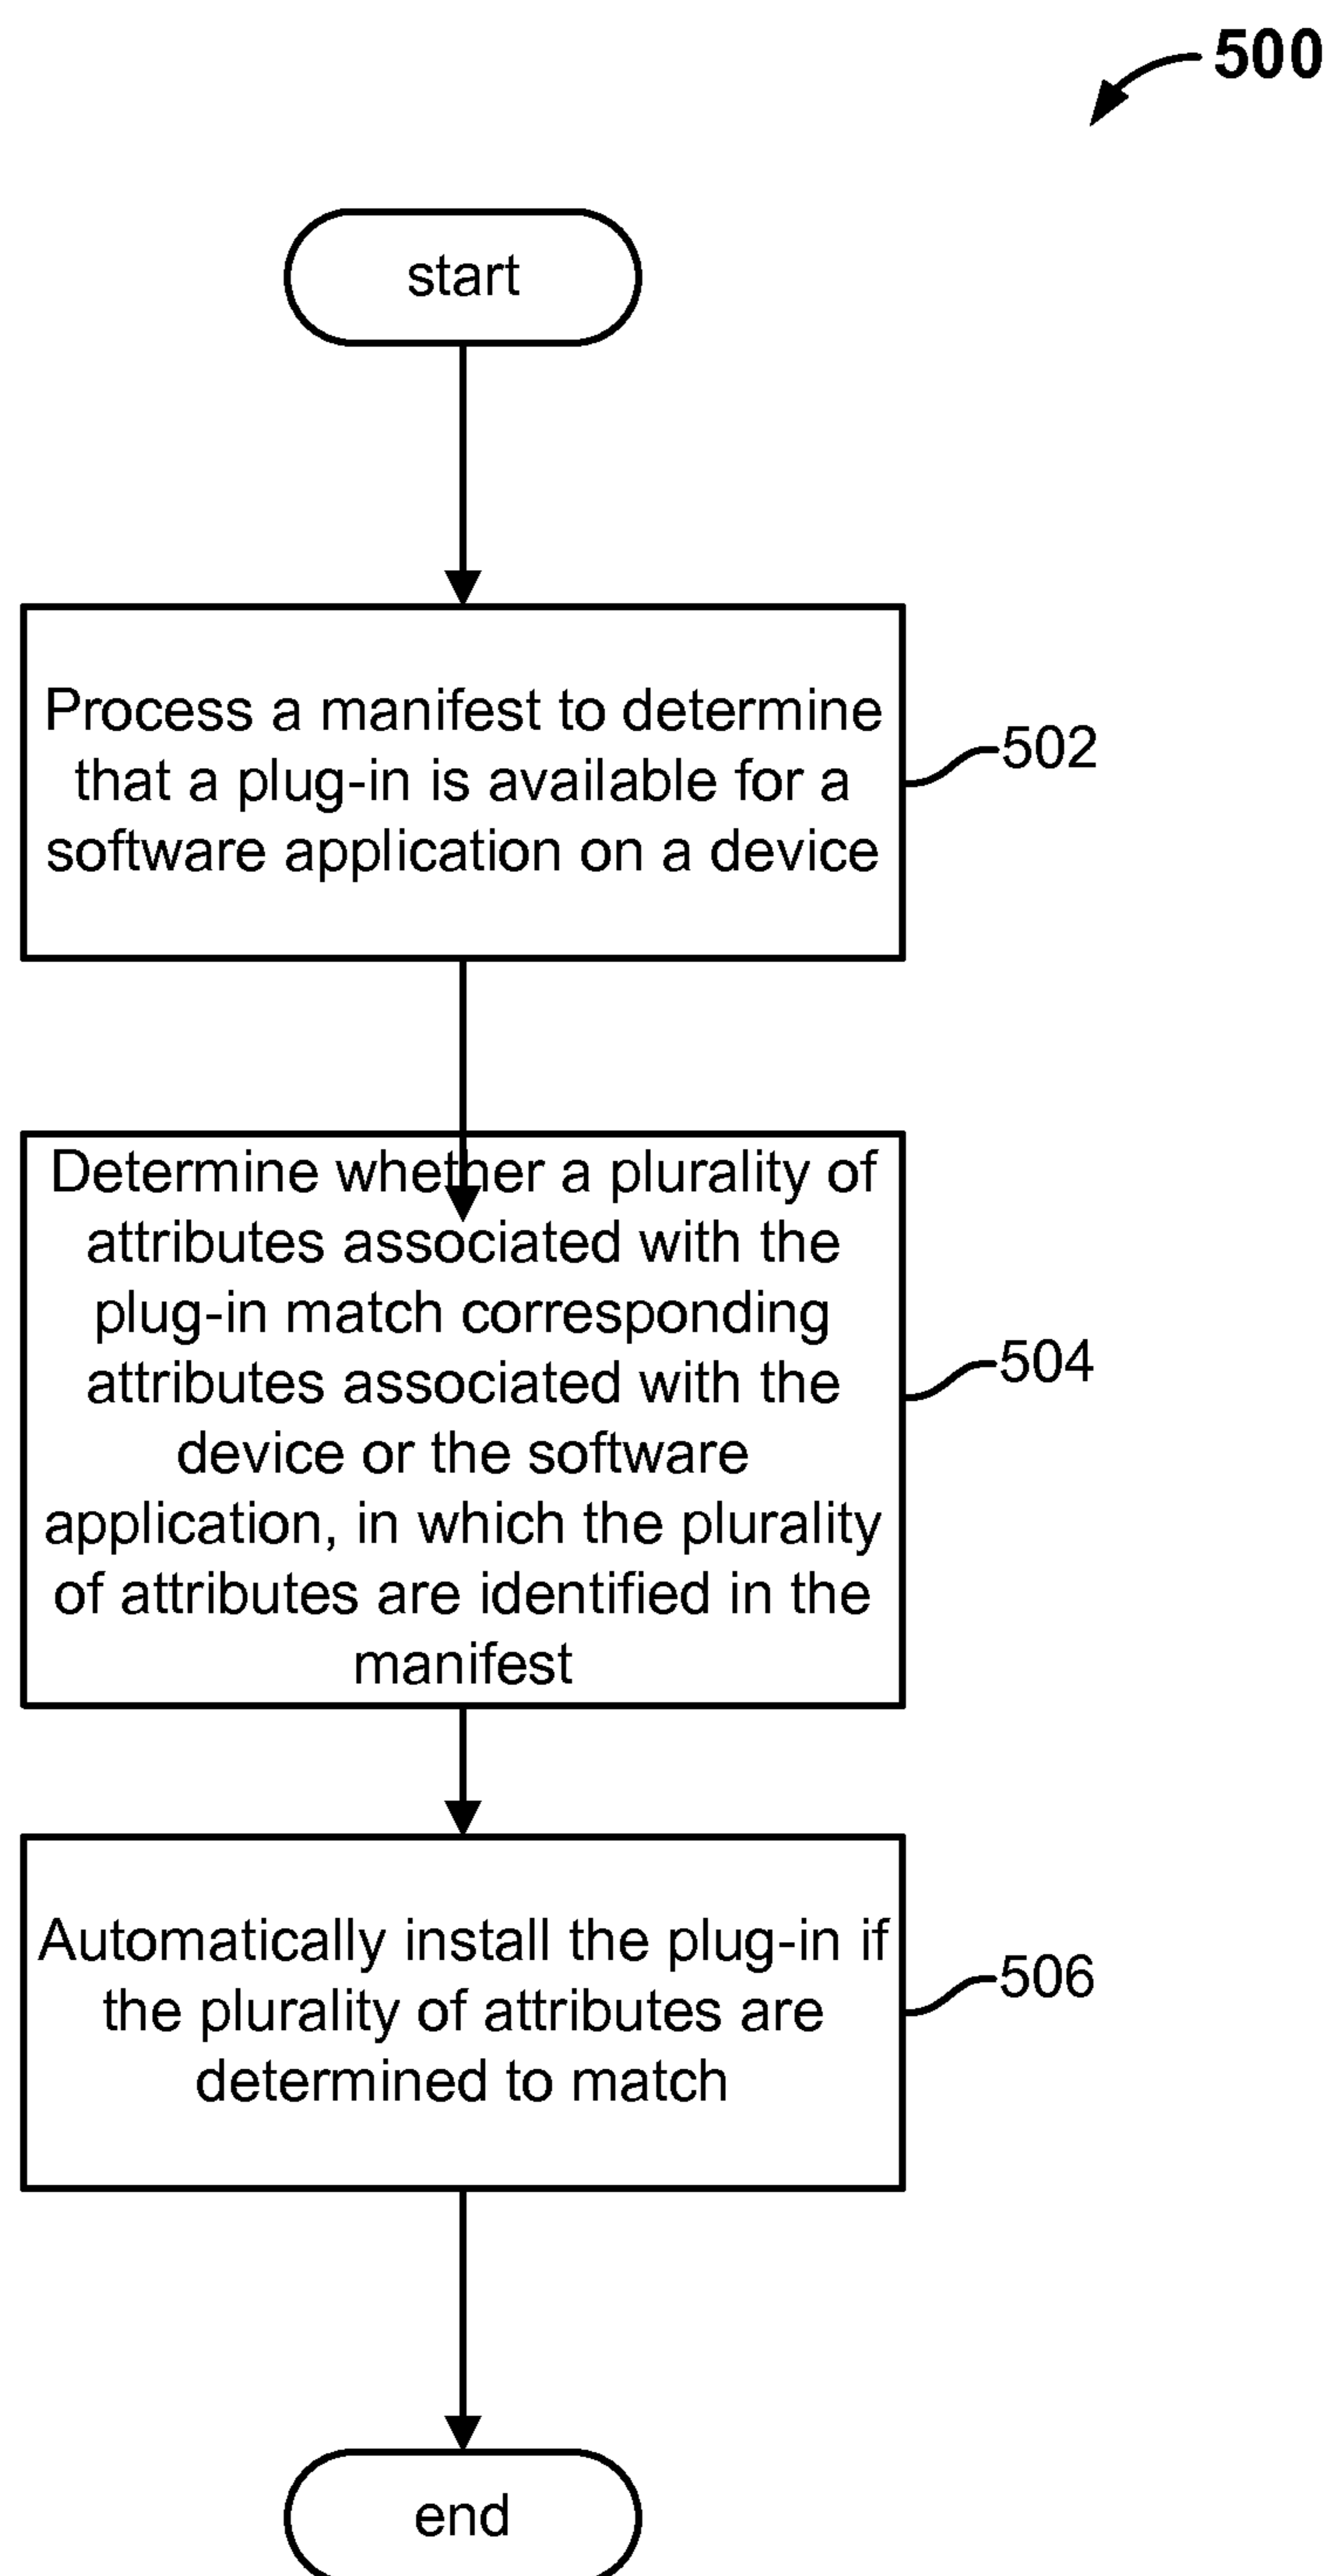 500
start
Process a manifest to determine
that a plug-in is available for a
software application on a device
502
Determine whether a plurality of
attributes associated with the
plug-in match corresponding
attributes associated with the
device or the software
application, in which the plurality
of attributes are identified in the
manifest
504
Automatically install the plug-in if
the plurality of attributes are
determined to match
506
end